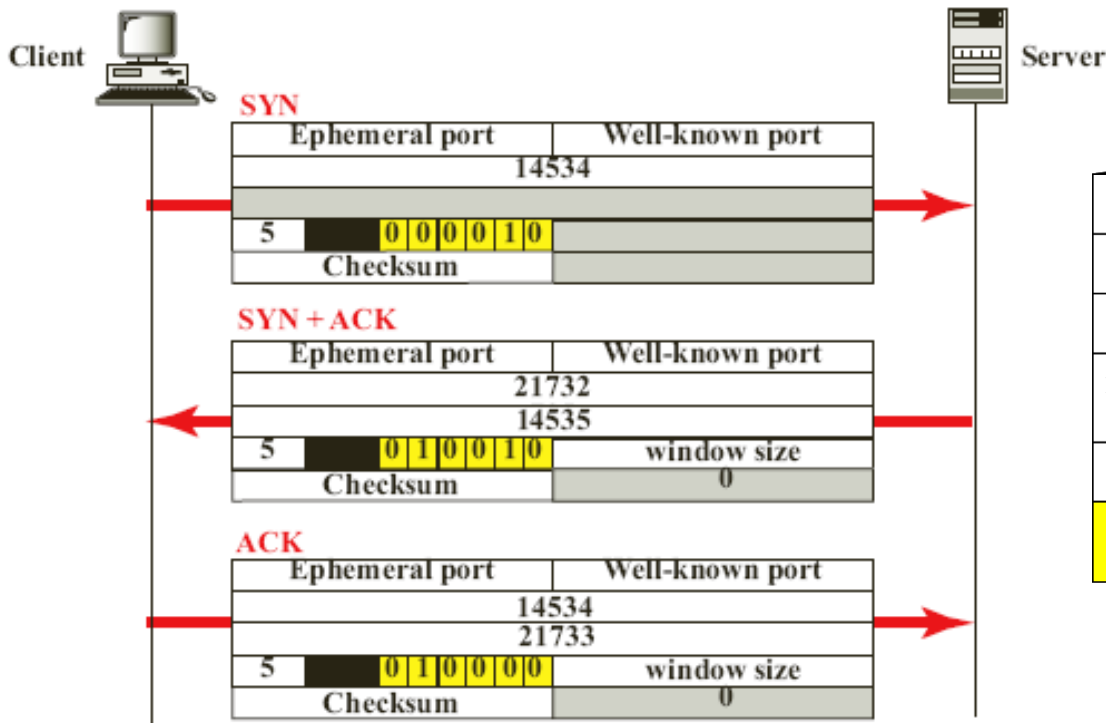 Client
Server
SYN
Ephemeral port Well-known port
14534
5 0 0 0 0 1 0
Checksum
SYN + ACK
Ephemeral port Well-known port
21732
14535
5 0 1 0 0 1 0 window size
Checksum 0
ACK
Ephemeral port Well-known port
14534
21733
5 0 1 0 0 0 0 window size
Checksum 0